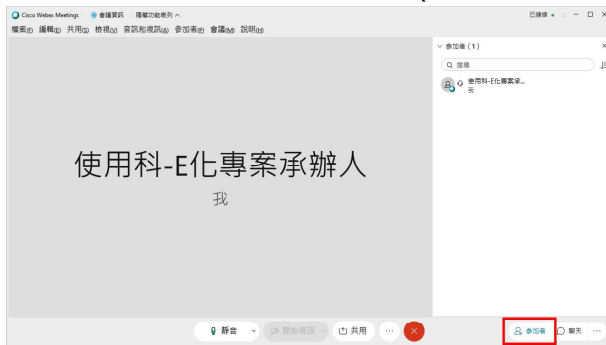 Cisco Webex Meetings 會議資訊 隱藏功能表列 已連線
檔案(F) 編輯(E) 共用(S) 檢視(V) 音訊和視訊(A) 參加者(P) 會議(M) 說明(H)
參加者 (1)
搜尋
使用科-E化專案承...
我
使用科-E化專案承辦人
我
靜音 開始視訊 共用 ...
參加者 聊天 ...